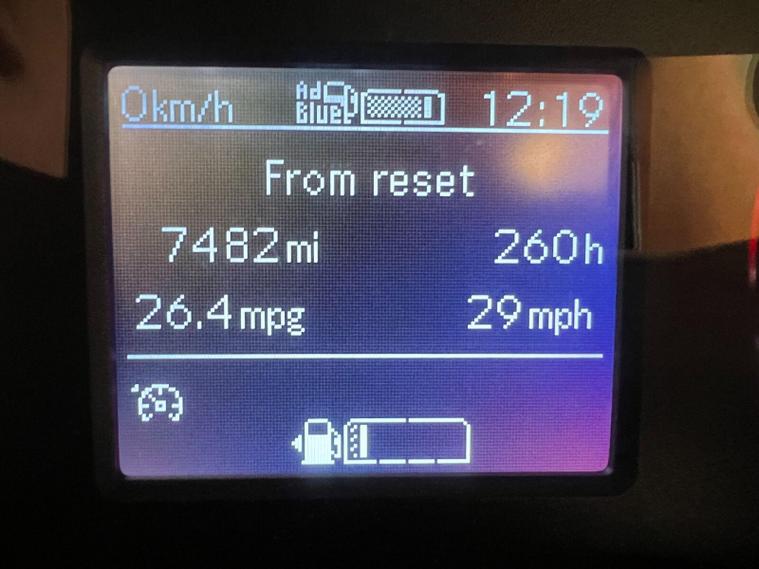 0km/h Ad Blue 12:19
From reset
7482mi 260h
26.4mpg 29mph